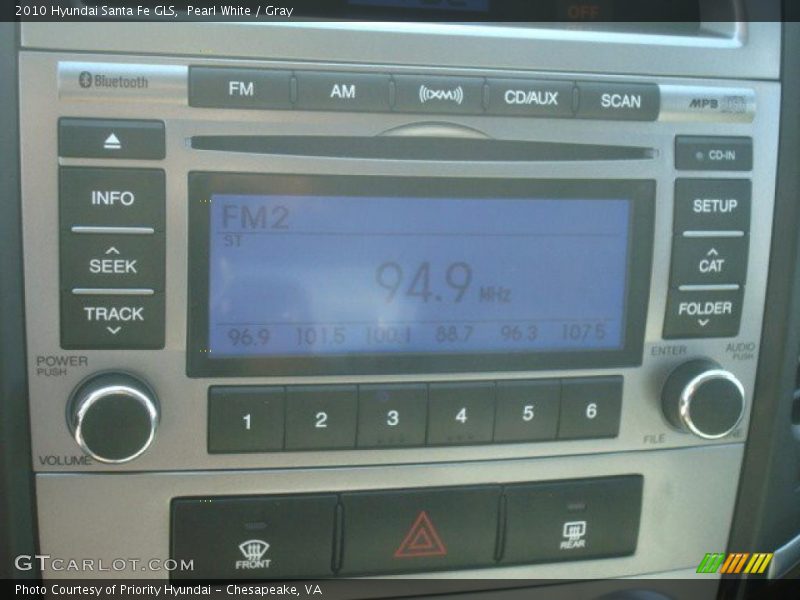 2010 Hyundai Santa Fe GLS, Pearl White / Gray
OFF
Bluetooth
FM
AM
((XM))
CD/AUX
SCAN
MP3
CD-IN
INFO
SEEK
TRACK
SETUP
CAT
FOLDER
FM2
ST
94.9 MHz
96.9 101.5 100.1 88.7 96.3 107.5
POWER
PUSH
VOLUME
ENTER
AUDIO
PUSH
FILE
1 2 3 4 5 6
FRONT
REAR
GTCARLOT.COM
Photo Courtesy of Priority Hyundai - Chesapeake, VA